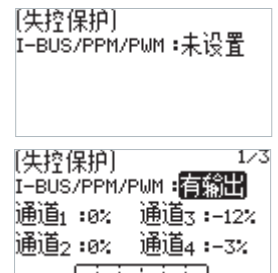 [失控保护]
I-BUS/PPM/PWM :未设置
[失控保护] 1/3
I-BUS/PPM/PWM :有输出
通道1 :0% 通道3 :-12%
通道2 :0% 通道4 :-3%